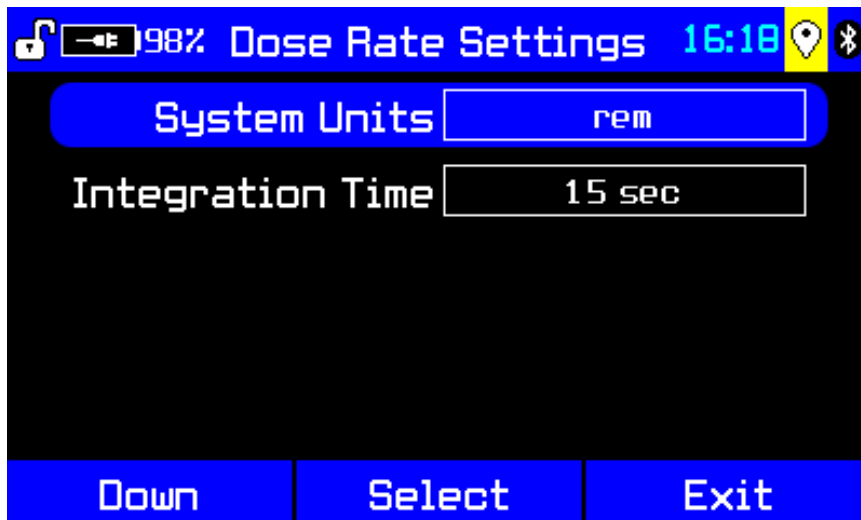 98% Dose Rate Settings 16:18
System Units rem
Integration Time 15 sec
Down Select Exit